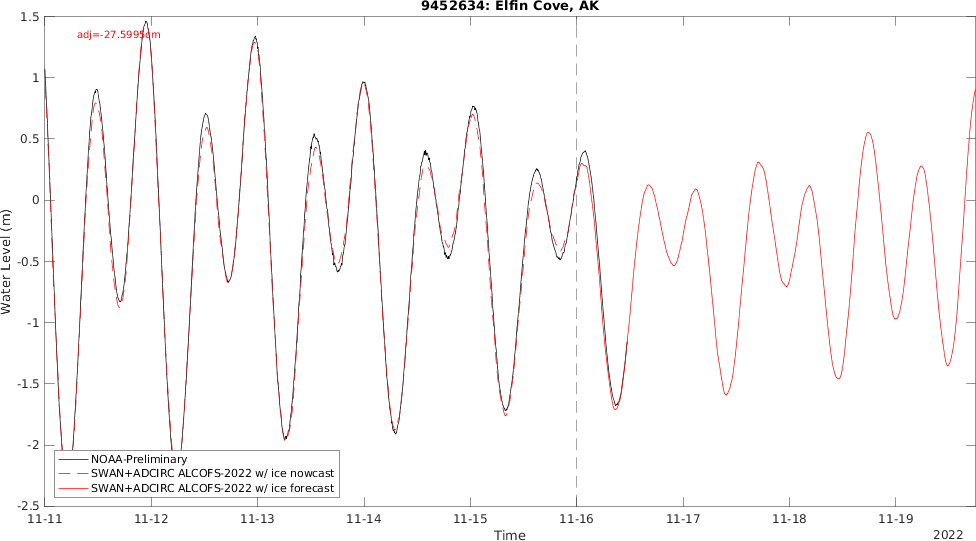 9452634: Elfin Cove, AK
adj=-27.5995cm
1.5
1
0.5
0
-0.5
-1
-1.5
-2
-2.5
Water Level (m)
NOAA-Preliminary
SWAN+ADCIRC ALCOFS-2022 w/ ice nowcast
SWAN+ADCIRC ALCOFS-2022 w/ ice forecast
11-11 11-12 11-13 11-14 11-15 11-16 11-17 11-18 11-19
Time
2022